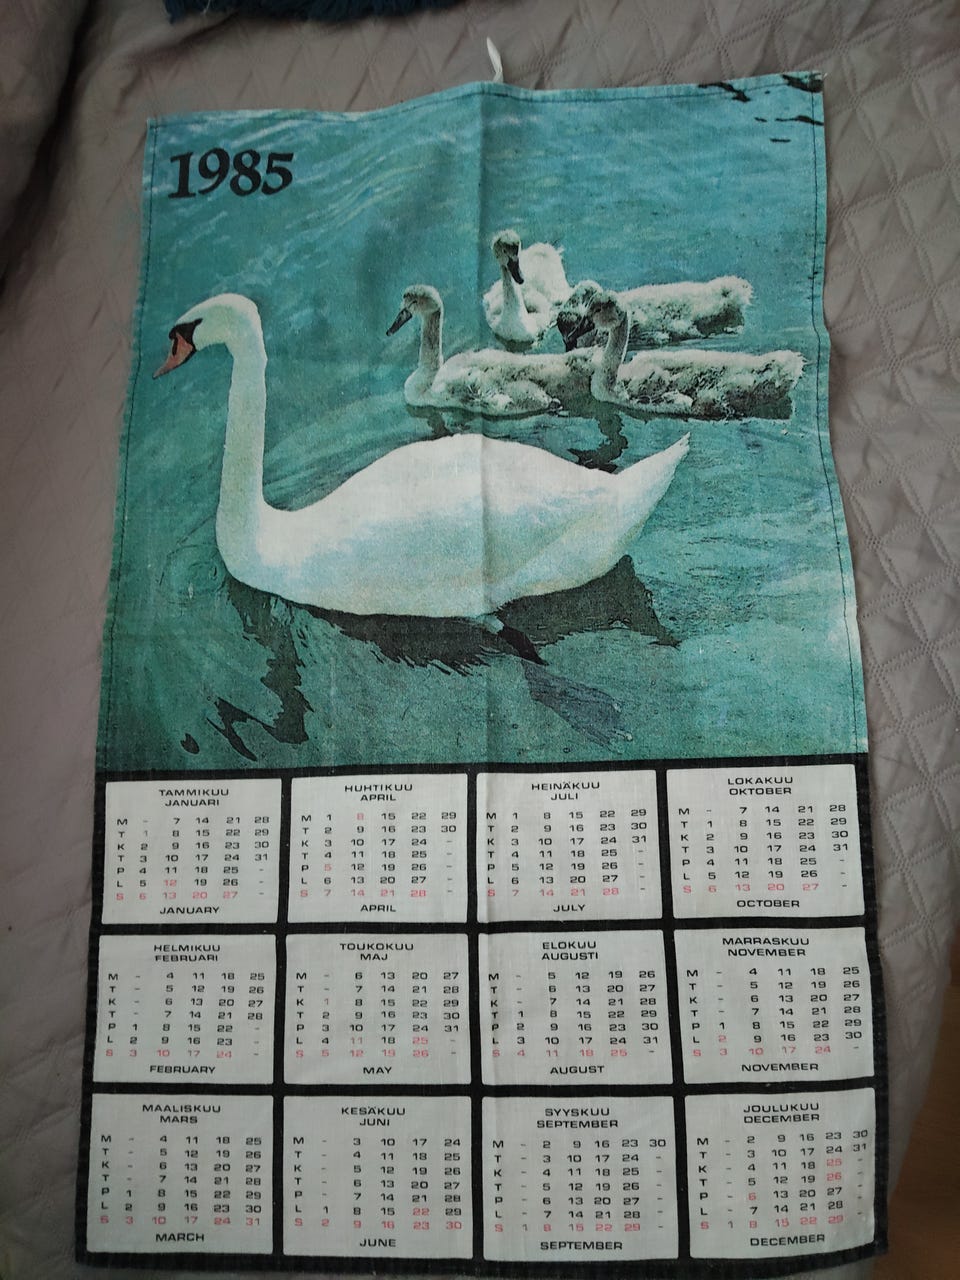 1985
TAMMIKUU
JANUARI
M - 7 14 21 28
T 1 8 15 22 29
K 2 9 16 23 30
T 3 10 17 24 31
P 4 11 18 25 -
L 5 12 19 26 -
S 6 13 20 27 -
JANUARY
HUHTIKUU
APRIL
M 1 8 15 22 29
T 2 9 16 23 30
K 3 10 17 24 -
T 4 11 18 25 -
P 5 12 19 26 -
L 6 13 20 27 -
S 7 14 21 28 -
APRIL
HEINÄKUU
JULI
M 1 8 15 22 29
T 2 9 16 23 30
K 3 10 17 24 31
T 4 11 18 25 -
P 5 12 19 26 -
L 6 13 20 27 -
S 7 14 21 28 -
JULY
LOKAKUU
OKTOBER
M - 7 14 21 28
T 1 8 15 22 29
K 2 9 16 23 30
T 3 10 17 24 31
P 4 11 18 25 -
L 5 12 19 26 -
S 6 13 20 27 -
OCTOBER
HELMIKUU
FEBRUARI
M - 4 11 18 25
T - 5 12 19 26
K - 6 13 20 27
T - 7 14 21 28
P 1 8 15 22 -
L 2 9 16 23 -
S 3 10 17 24 -
FEBRUARY
TOUKOKUU
MAJ
M - 6 13 20 27
T - 7 14 21 28
K 1 8 15 22 29
T 2 9 16 23 30
P 3 10 17 24 31
L 4 11 18 25 -
S 5 12 19 26 -
MAY
ELOKUU
AUGUSTI
M - 5 12 19 26
T - 6 13 20 27
K - 7 14 21 28
T 1 8 15 22 29
P 2 9 16 23 30
L 3 10 17 24 31
S 4 11 18 25 -
AUGUST
MARRASKUU
NOVEMBER
M - 4 11 18 25
T - 5 12 19 26
K - 6 13 20 27
T - 7 14 21 28
P 1 8 15 22 29
L 2 9 16 23 30
S 3 10 17 24 -
NOVEMBER
MAALISKUU
MARS
M - 4 11 18 25
T - 5 12 19 26
K - 6 13 20 27
T - 7 14 21 28
P 1 8 15 22 29
L 2 9 16 23 30
S 3 10 17 24 31
MARCH
KESÄKUU
JUNI
M - 3 10 17 24
T - 4 11 18 25
K - 5 12 19 26
T - 6 13 20 27
P - 7 14 21 28
L 1 8 15 22 29
S 2 9 16 23 30
JUNE
SYYSKUU
SEPTEMBER
M - 2 9 16 23 30
T - 3 10 17 24 -
K - 4 11 18 25 -
T - 5 12 19 26 -
P - 6 13 20 27 -
L - 7 14 21 28 -
S 1 8 15 22 29 -
SEPTEMBER
JOULUKUU
DECEMBER
M - 2 9 16 23 30
T - 3 10 17 24 31
K - 4 11 18 25 -
T - 5 12 19 26 -
P - 6 13 20 27 -
L - 7 14 21 28 -
S 1 8 15 22 29 -
DECEMBER